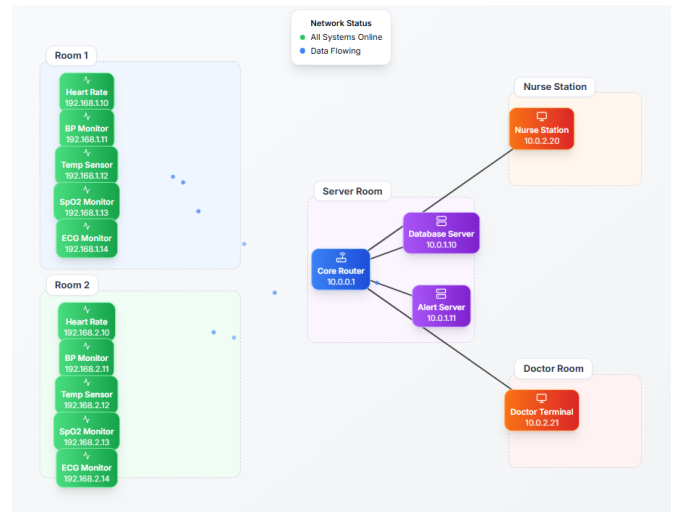 Network Status
All Systems Online
Data Flowing
Room 1
Heart Rate
192.168.1.10
BP Monitor
192.168.1.11
Temp Sensor
192.168.1.12
SpO2 Monitor
192.168.1.13
ECG Monitor
192.168.1.14
Room 2
Heart Rate
192.168.2.10
BP Monitor
192.168.2.11
Temp Sensor
192.168.2.12
SpO2 Monitor
192.168.2.13
ECG Monitor
192.168.2.14
Server Room
Database Server
10.0.1.10
Core Router
10.0.0.1
Alert Server
10.0.1.11
Nurse Station
Nurse Station
10.0.2.20
Doctor Room
Doctor Terminal
10.0.2.21